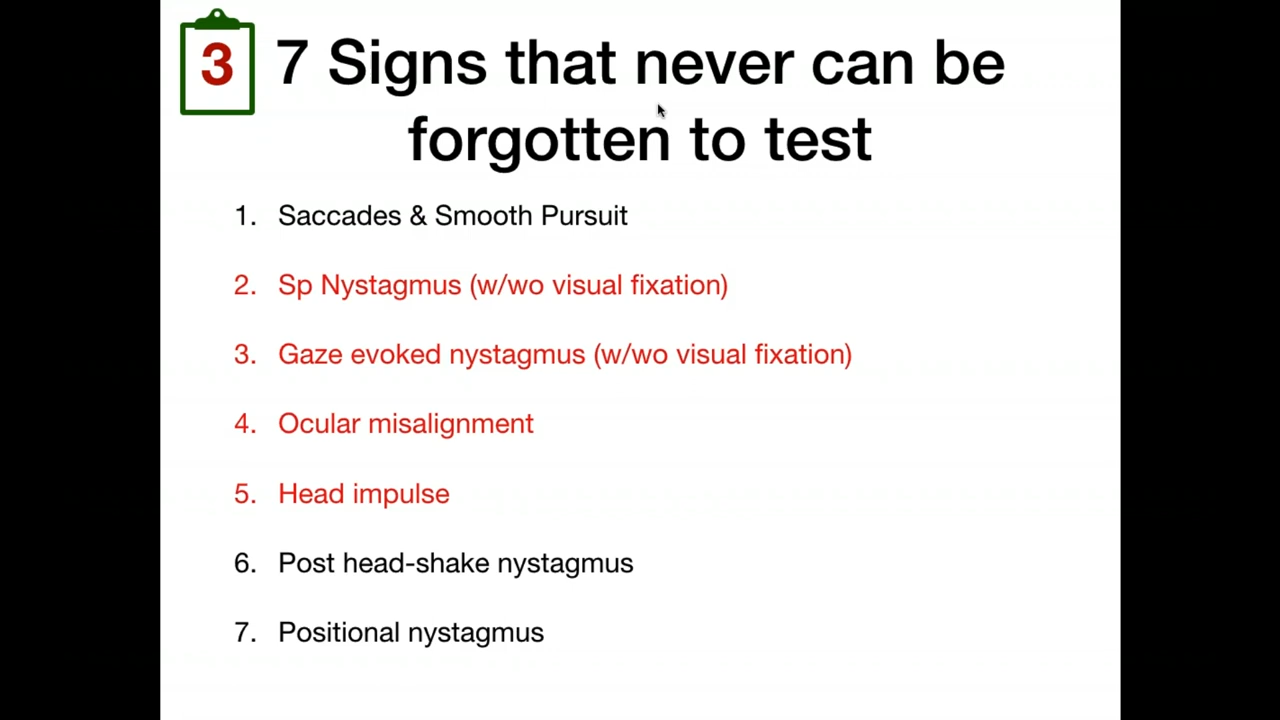 3
7 Signs that never can be
forgotten to test
1. Saccades & Smooth Pursuit
2. Sp Nystagmus (w/wo visual fixation)
3. Gaze evoked nystagmus (w/wo visual fixation)
4. Ocular misalignment
5. Head impulse
6. Post head-shake nystagmus
7. Positional nystagmus